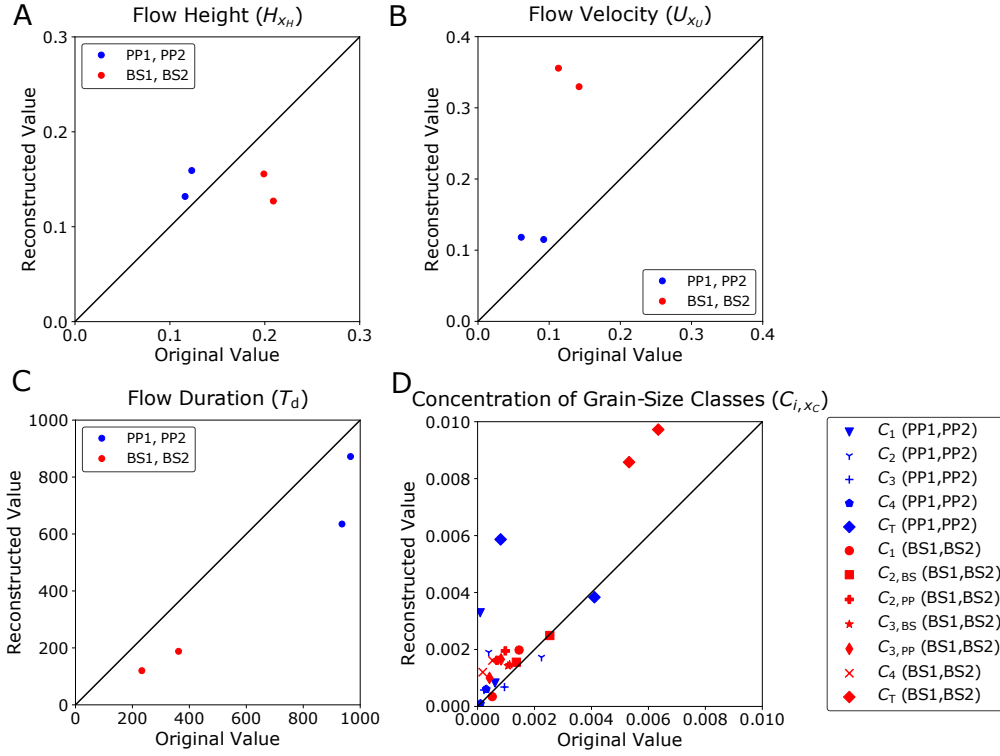 A
Flow Height (H_{x_H})
0.3
0.2
0.1
0.0
0.0 0.1 0.2 0.3
Reconstructed Value
Original Value
PP1, PP2
BS1, BS2
B
Flow Velocity (U_{x_U})
0.4
0.3
0.2
0.1
0.0
0.0 0.1 0.2 0.3 0.4
Reconstructed Value
Original Value
PP1, PP2
BS1, BS2
C
Flow Duration (T_d)
1000
800
600
400
200
0
0 200 400 600 800 1000
Reconstructed Value
Original Value
PP1, PP2
BS1, BS2
D
Concentration of Grain-Size Classes (C_{i,x_C})
0.010
0.008
0.006
0.004
0.002
0.000
0.000 0.002 0.004 0.006 0.008 0.010
Reconstructed Value
Original Value
C_1 (PP1,PP2)
C_2 (PP1,PP2)
C_3 (PP1,PP2)
C_4 (PP1,PP2)
C_T (PP1,PP2)
C_1 (BS1,BS2)
C_{2,BS} (BS1,BS2)
C_{2,PP} (BS1,BS2)
C_{3,BS} (BS1,BS2)
C_{3,PP} (BS1,BS2)
C_4 (BS1,BS2)
C_T (BS1,BS2)